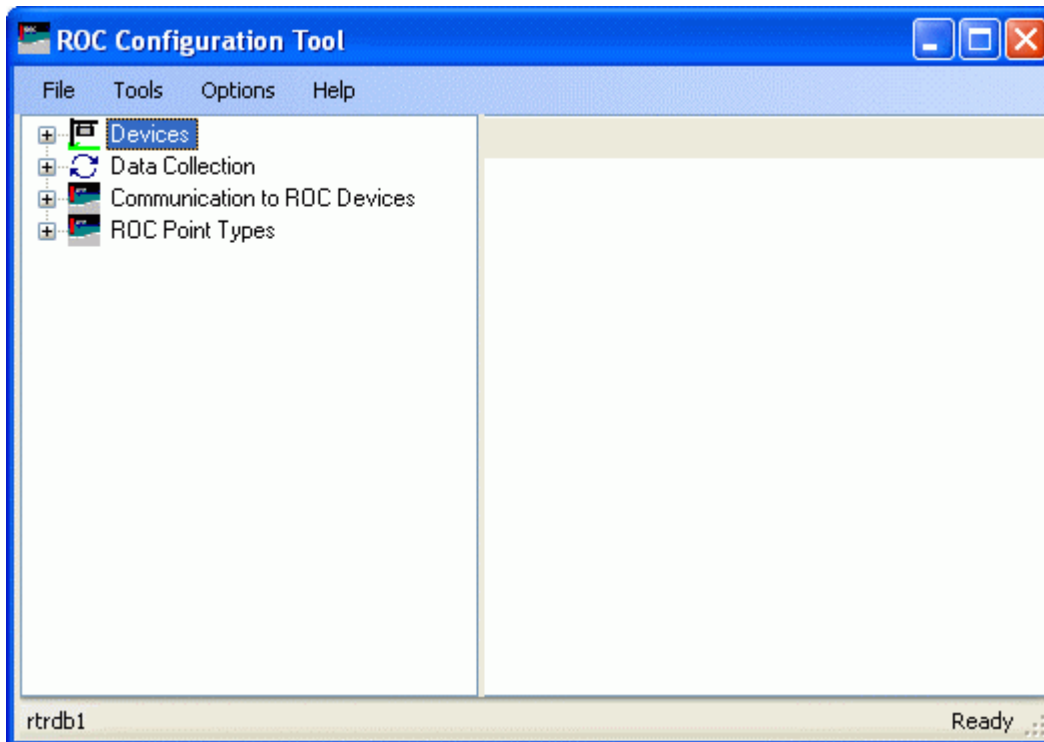 ROC Configuration Tool
File Tools Options Help
Devices
Data Collection
Communication to ROC Devices
ROC Point Types
rtrdb1 Ready